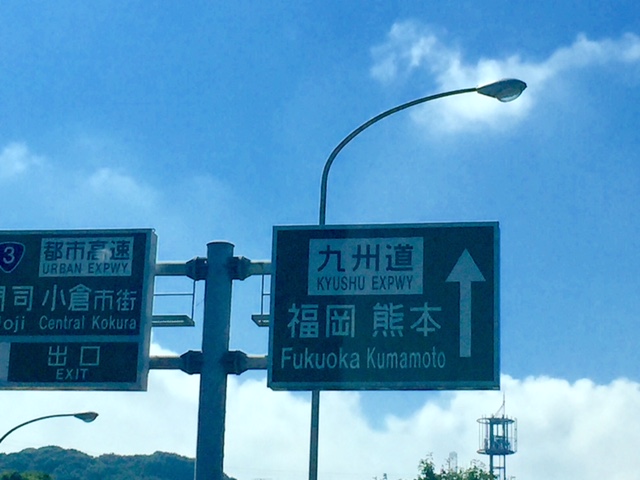 3 都市高速
URBAN EXPWY
司 小倉市街
oji Central Kokura
出口
EXIT
九州道
KYUSHU EXPWY
福岡 熊本
Fukuoka Kumamoto